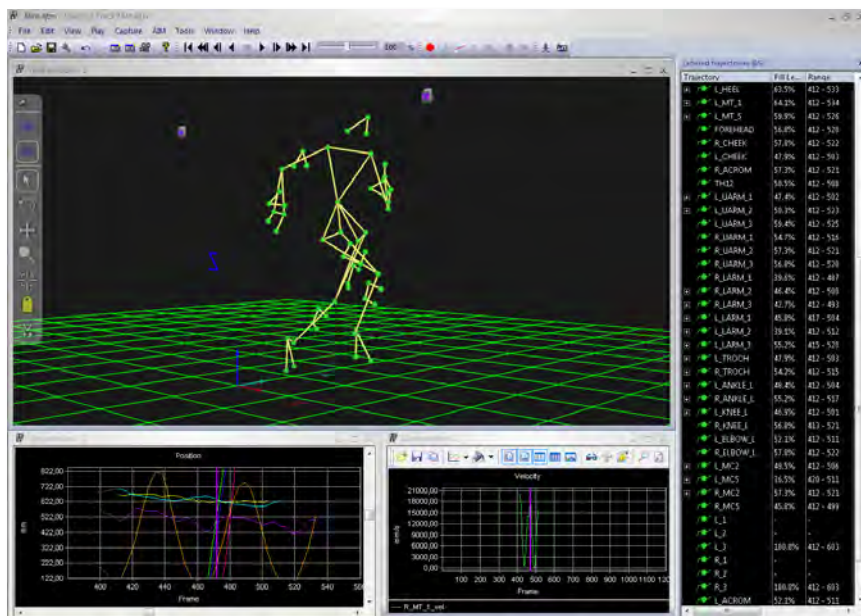 File Edit View Play Capture AIM Tools Window Help
Labeled trajectories
Trajectory Fill Le... Range
L_HEEL 63.5% 412 - 533
L_MT_1 64.1% 412 - 534
L_MT_5 59.9% 412 - 526
FOREHEAD 56.8% 412 - 520
R_CHEEK 57.8% 412 - 522
L_CHEEK 47.9% 412 - 503
R_ACROM 57.3% 412 - 521
TH12 50.5% 412 - 508
L_UARM_1 47.4% 412 - 502
L_UARM_2 412 - 523
L_UARM_3 59.4% 412 - 525
R_UARM_1 54.7% 412 - 516
R_UARM_2 57.3% 412 - 521
R_UARM_3 56.8% 412 - 520
R_LARM_1 39.6% 412 - 487
R_LARM_2 46.4% 412 - 500
R_LARM_3 42.7% 412 - 493
L_LARM_1 45.8% 417 - 504
L_LARM_2 39.1% 412 - 512
L_LARM_3 55.2% 415 - 520
L_TROCH 47.9% 412 - 503
R_TROCH 54.2% 412 - 515
L_ANKLE_L 412 - 504
R_ANKLE_L 55.2% 412 - 517
L_KNEE_L 46.9% 412 - 501
R_KNEE_L 56.8% 413 - 521
L_ELBOW_L 52.1% 412 - 511
R_ELBOW_L 57.8% 412 - 522
L_MC2 49.5% 412 - 506
L_MC5 420 - 511
R_MC2 57.3% 412 - 521
R_MC5 45.8% 412 - 499
L_1 - -
L_2 - -
L_3 100.0% 412 - 603
R_1 - -
R_2 - -
R_3 100.0% 412 - 603
L_ACROM 52.1% 412 - 511
Z
Position
822,00
722,00
622,00
522,00
422,00
322,00
222,00
122,00
mm
400 420 440 460 480 500 520 540
Frame
Velocity
21000,00
18000,00
15000,00
12000,00
9000,00
6000,00
3000,00
0,00
mm/s
100 200 300 400 500 600 700 800 900 1000 1100
Frame
R_MT_5_vel